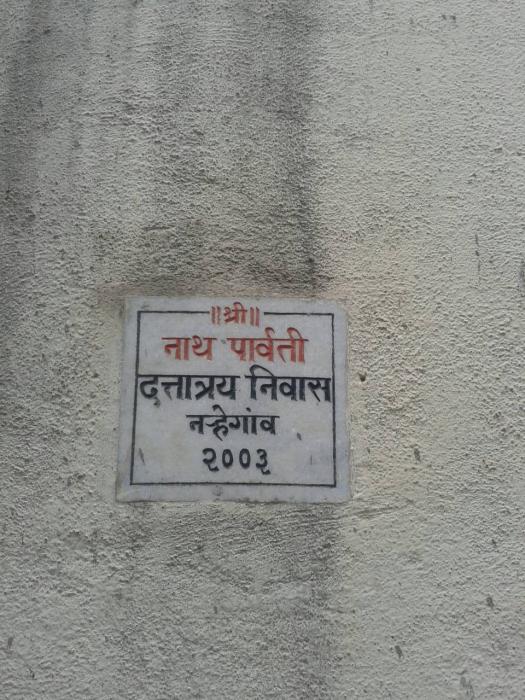 ॥श्री॥
नाथ पार्वती
दत्तात्रय निवास
नऱ्हेगांव
२००३